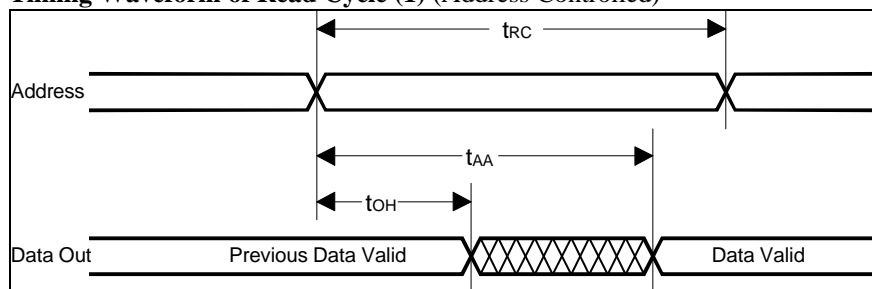 Timing Waveform of Read Cycle (1) (Address Controlled)
tRC
Address
tAA
tOH
Data Out
Previous Data Valid
Data Valid